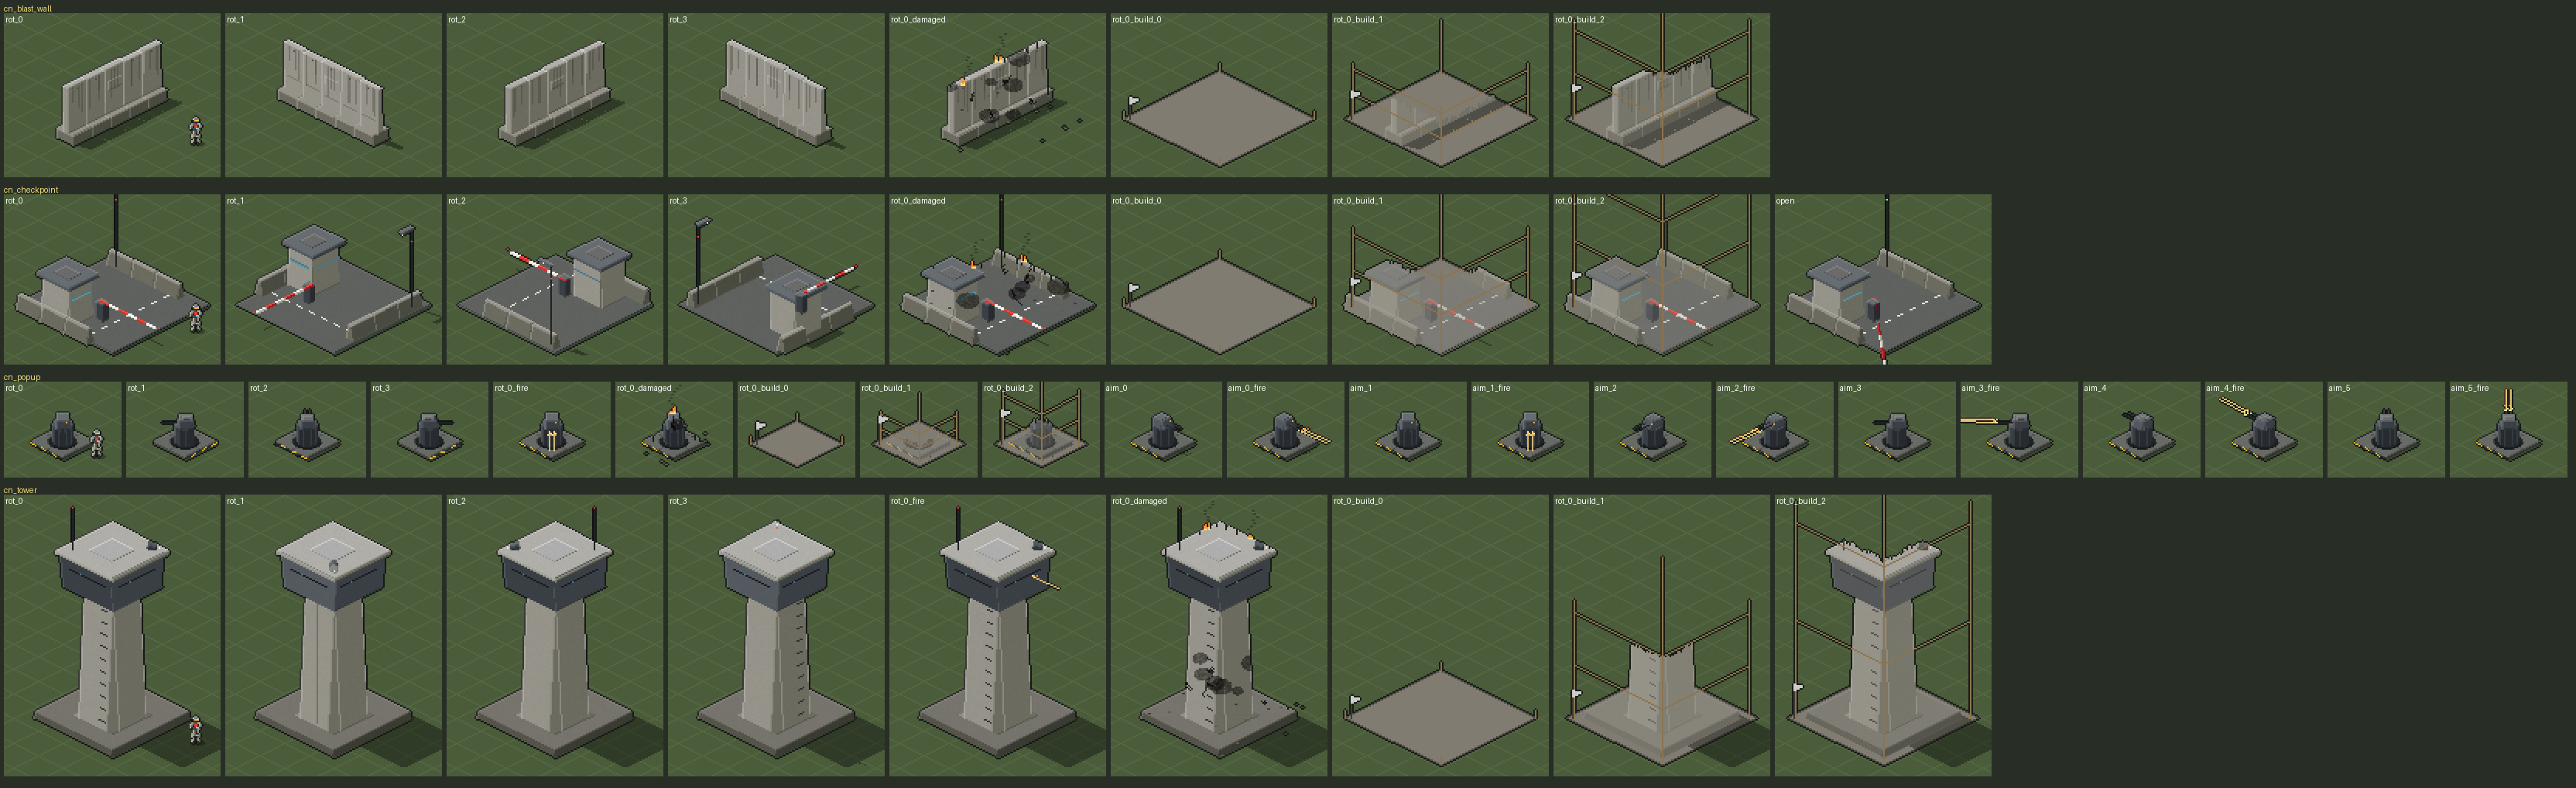 cn_blast_wall
rot_0 rot_1 rot_2 rot_3 rot_0_damaged rot_0_build_0 rot_0_build_1 rot_0_build_2
cn_checkpoint
rot_0 rot_1 rot_2 rot_3 rot_0_damaged rot_0_build_0 rot_0_build_1 rot_0_build_2 open
cn_popup
rot_0 rot_1 rot_2 rot_3 rot_0_fire rot_0_damaged rot_0_build_0 rot_0_build_1 rot_0_build_2 aim_0 aim_0_fire aim_1 aim_1_fire aim_2 aim_2_fire aim_3 aim_3_fire aim_4 aim_4_fire aim_5 aim_5_fire
cn_tower
rot_0 rot_1 rot_2 rot_3 rot_0_fire rot_0_damaged rot_0_build_0 rot_0_build_1 rot_0_build_2